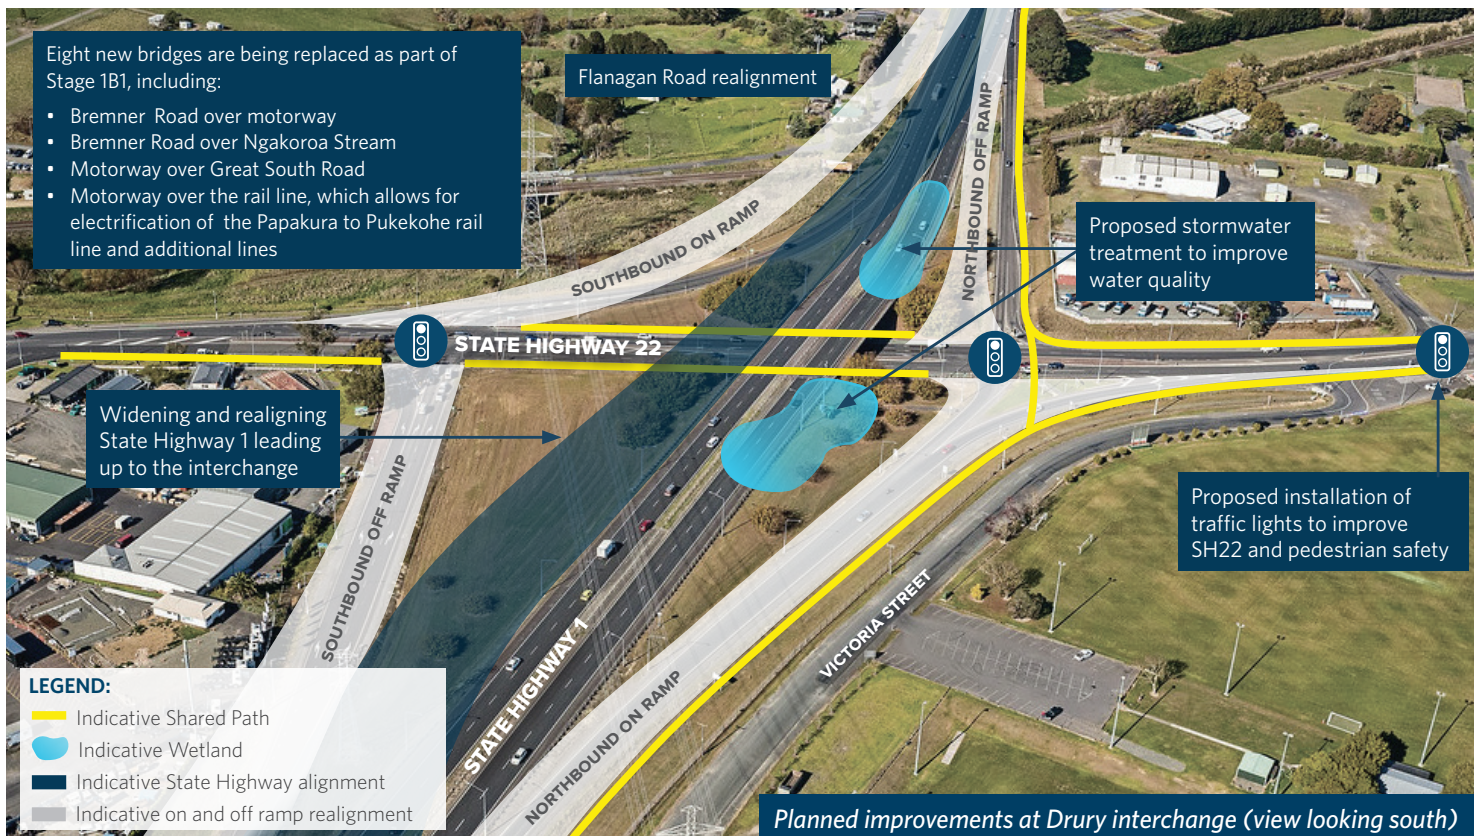 Eight new bridges are being replaced as part of
Stage 1B1, including:
• Bremner Road over motorway
• Bremner Road over Ngakoroa Stream
• Motorway over Great South Road
• Motorway over the rail line, which allows for
electrification of the Papakura to Pukekohe rail
line and additional lines
Flanagan Road realignment
NORTHBOUND OFF RAMP
SOUTHBOUND ON RAMP
Proposed stormwater
treatment to improve
water quality
STATE HIGHWAY 22
Widening and realigning
State Highway 1 leading
up to the interchange
SOUTHBOUND OFF RAMP
Proposed installation of
traffic lights to improve
SH22 and pedestrian safety
VICTORIA STREET
STATE HIGHWAY 1
NORTHBOUND ON RAMP
LEGEND:
Indicative Shared Path
Indicative Wetland
Indicative State Highway alignment
Indicative on and off ramp realignment
Planned improvements at Drury interchange (view looking south)